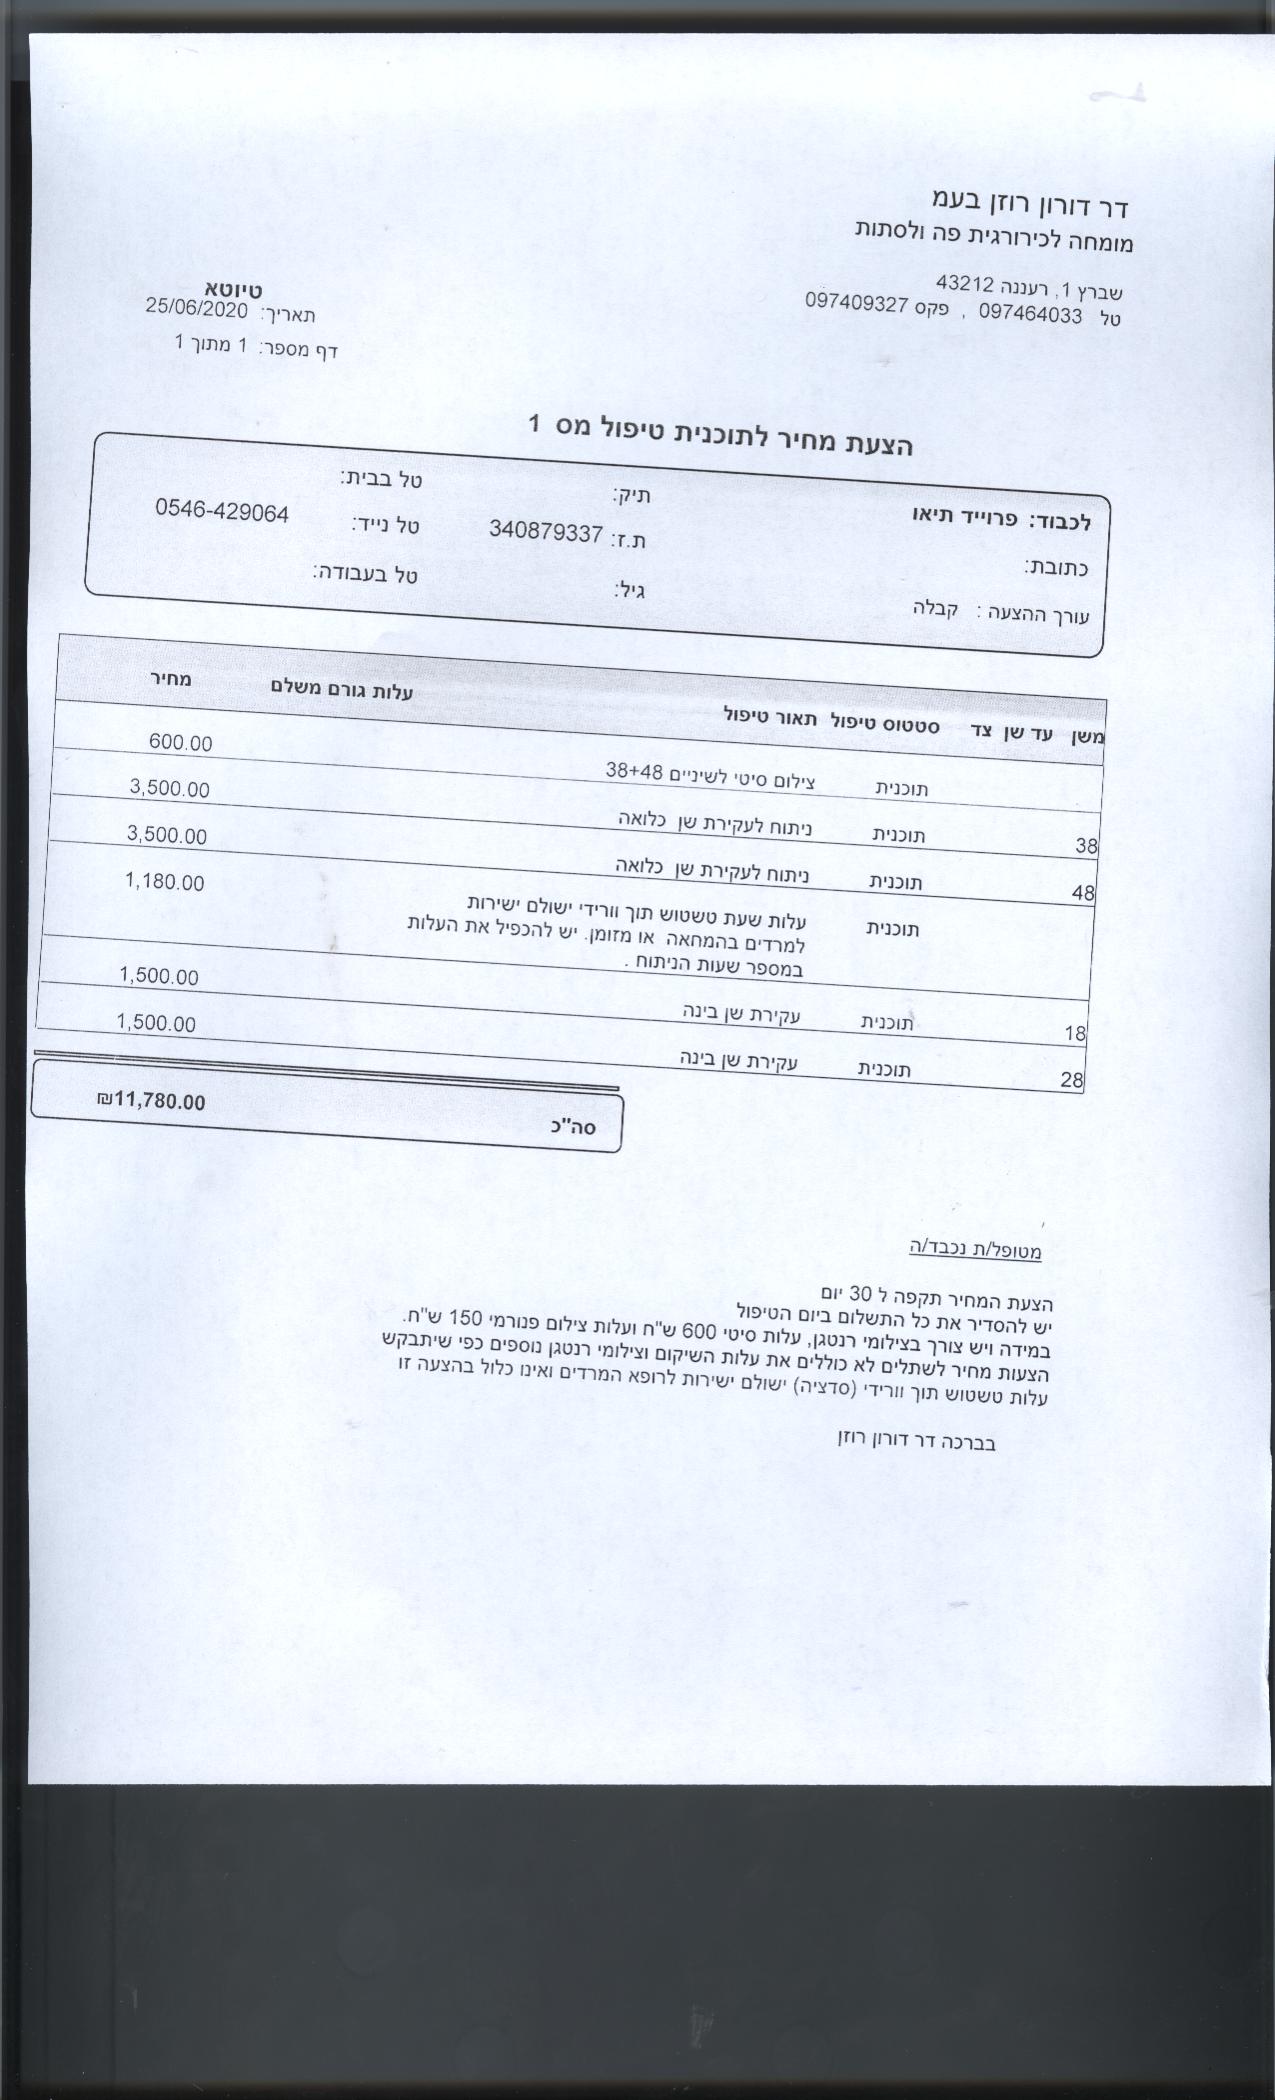 דר דורון רוזן בעמ
מומחה לכירורגית פה ולסתות
שברץ 1, רעננה 43212
טל 097464033 , פקס 097409327
טיוטא
תאריך: 25/06/2020
דף מספר: 1 מתוך 1
הצעת מחיר לתוכנית טיפול מס 1
לכבוד: פרוייד תיאו תיק: טל בבית:
כתובת: ת.ז: 340879337 טל נייד: 0546-429064
עורך ההצעה : קבלה גיל: טל בעבודה:
משן עד שן צד סטטוס טיפול תאור טיפול עלות גורם משלם מחיר
תוכנית צילום סיטי לשיניים 38+48 600.00
38 תוכנית ניתוח לעקירת שן כלואה 3,500.00
48 תוכנית ניתוח לעקירת שן כלואה 3,500.00
תוכנית עלות שעת טשטוש תוך וורידי ישולם ישירות 1,180.00
למרדים בהמחאה או מזומן. יש להכפיל את העלות
במספר שעות הניתוח .
18 תוכנית עקירת שן בינה 1,500.00
28 תוכנית עקירת שן בינה 1,500.00
סה"כ ₪11,780.00
מטופל/ת נכבד/ה
הצעת המחיר תקפה ל 30 יום
יש להסדיר את כל התשלום ביום הטיפול
במידה ויש צורך בצילומי רנטגן, עלות סיטי 600 ש"ח ועלות צילום פנורמי 150 ש"ח.
הצעות מחיר לשתלים לא כוללים את עלות השיקום וצילומי רנטגן נוספים כפי שיתבקש
עלות טשטוש תוך וורידי (סדציה) ישולם ישירות לרופא המרדים ואינו כלול בהצעה זו
בברכה דר דורון רוזן